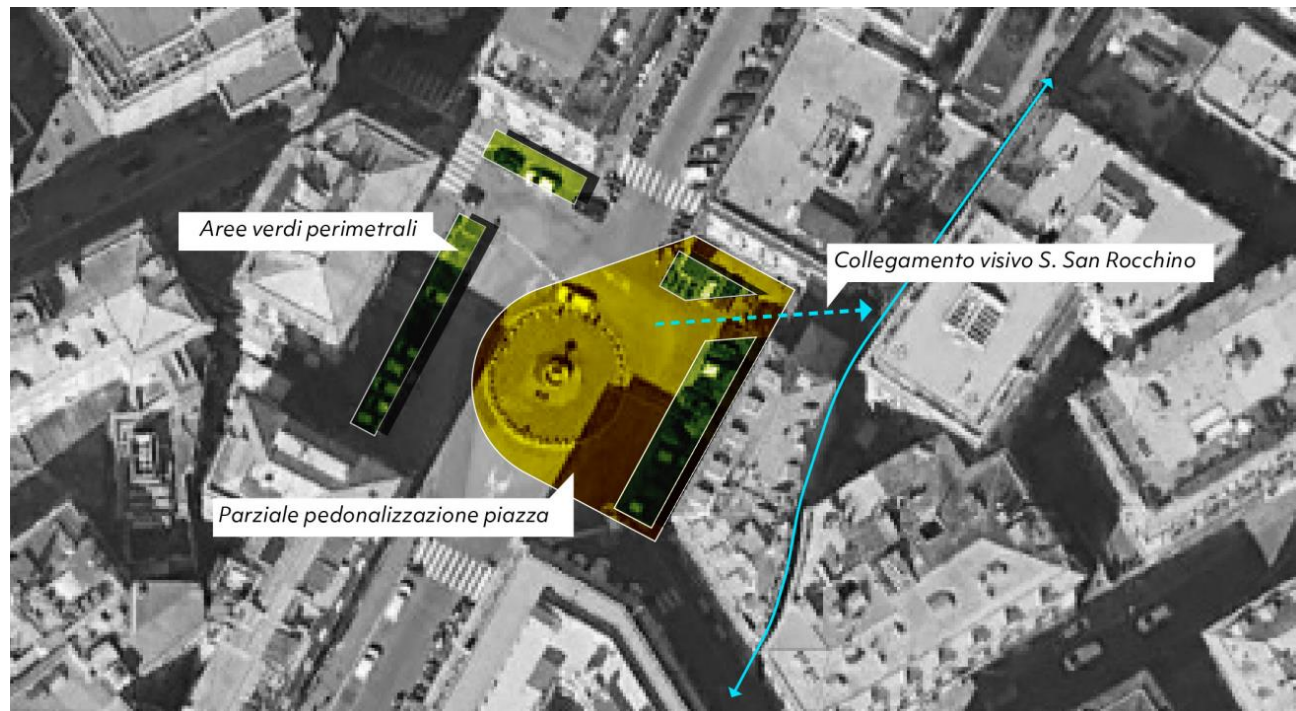 Aree verdi perimetrali
Collegamento visivo S. San Rocchino
Parziale pedonalizzazione piazza